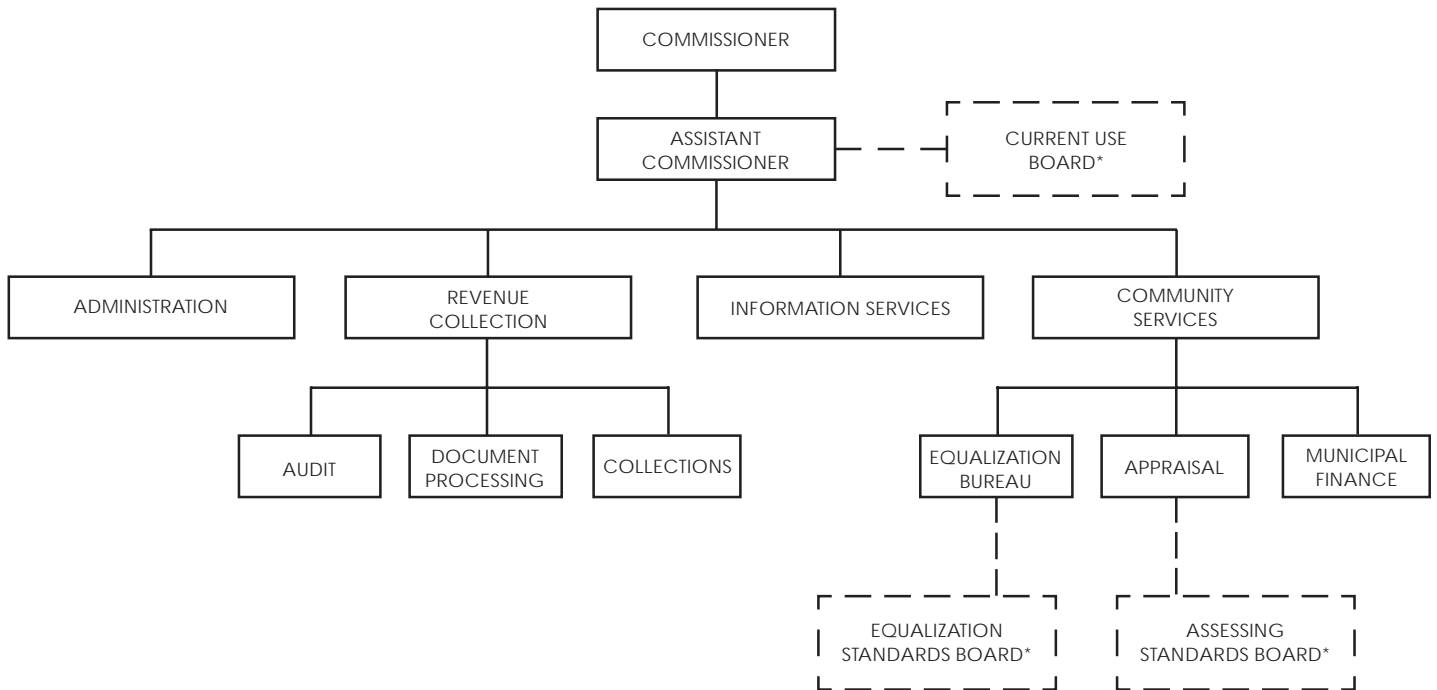 COMMISSIONER
ASSISTANT
COMMISSIONER
CURRENT USE
BOARD*
ADMINISTRATION
REVENUE
COLLECTION
INFORMATION SERVICES
COMMUNITY
SERVICES
AUDIT
DOCUMENT
PROCESSING
COLLECTIONS
EQUALIZATION
BUREAU
APPRAISAL
MUNICIPAL
FINANCE
EQUALIZATION
STANDARDS BOARD*
ASSESSING
STANDARDS BOARD*